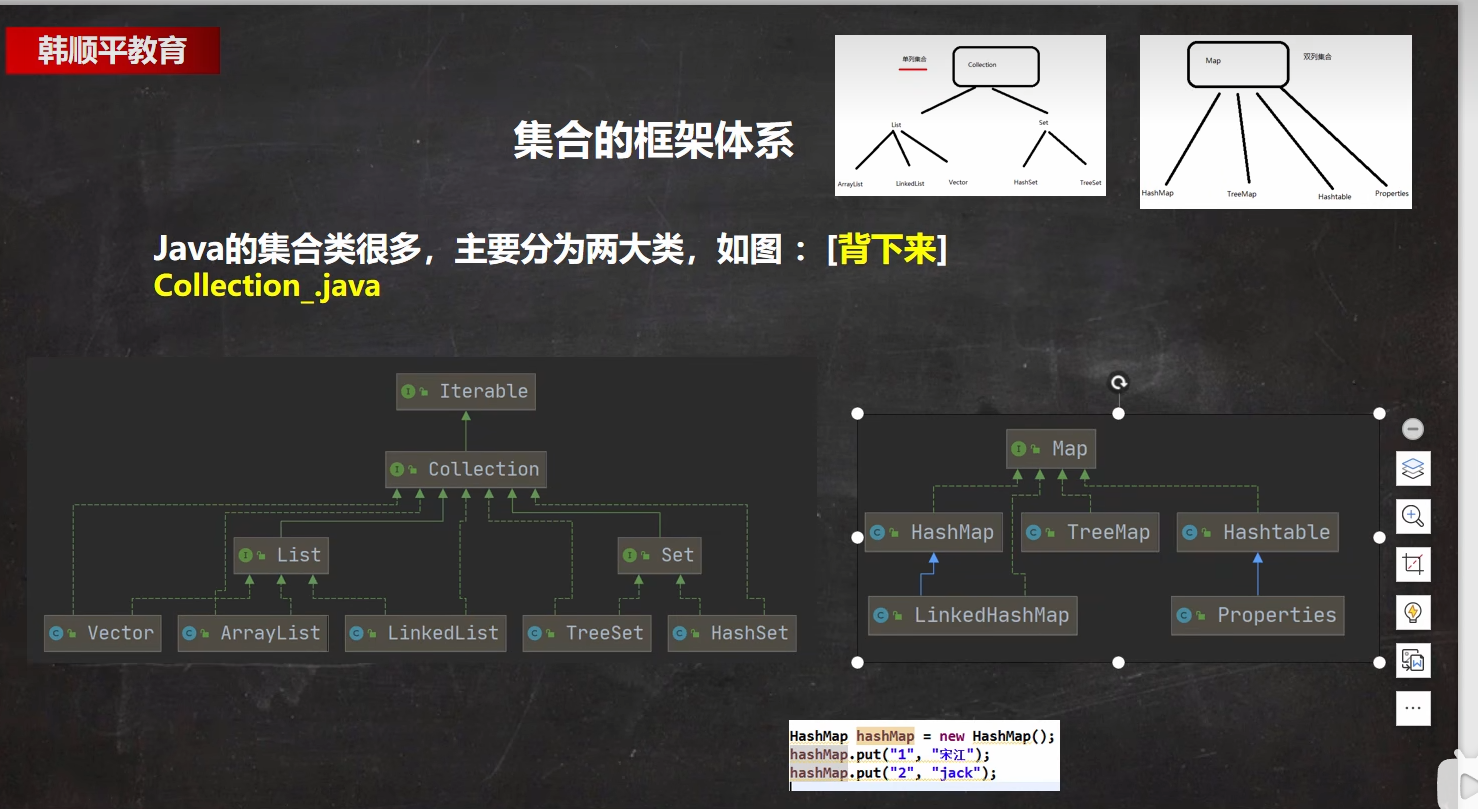 韩顺平教育
集合的框架体系
单列集合
Collection
List
Set
ArrayList
LinkedList
Vector
HashSet
TreeSet
Map
双列集合
HashMap
TreeMap
Hashtable
Properties
Java的集合类很多，主要分为两大类，如图：[背下来]
Collection_.java
Iterable
Collection
List
Set
Vector
ArrayList
LinkedList
TreeSet
HashSet
Map
HashMap
TreeMap
Hashtable
LinkedHashMap
Properties
HashMap hashMap = new HashMap();
hashMap.put("1", "宋江");
hashMap.put("2", "jack");